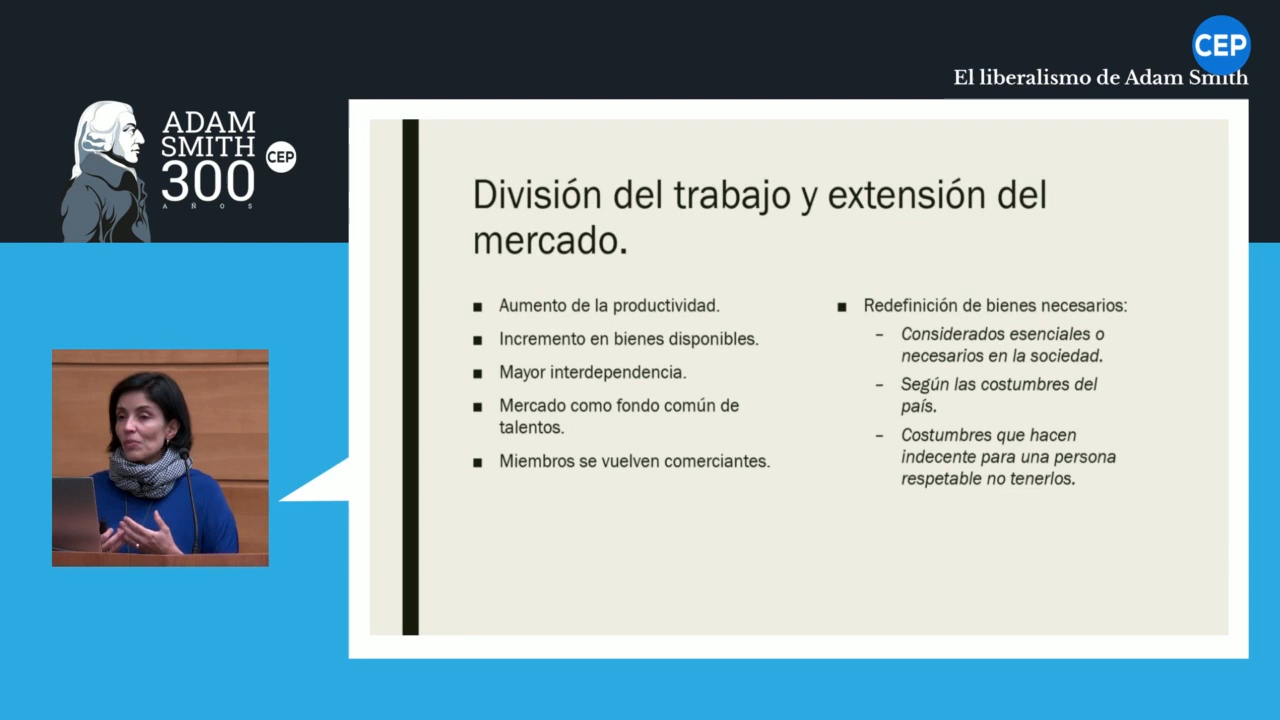 CEP
El liberalismo de Adam Smith
ADAM
SMITH
300
AÑOS
CEP
División del trabajo y extensión del
mercado.
■ Aumento de la productividad.
■ Incremento en bienes disponibles.
■ Mayor interdependencia.
■ Mercado como fondo común de
talentos.
■ Miembros se vuelven comerciantes.
■ Redefinición de bienes necesarios:
– Considerados esenciales o
necesarios en la sociedad.
– Según las costumbres del
país.
– Costumbres que hacen
indecente para una persona
respetable no tenerlos.